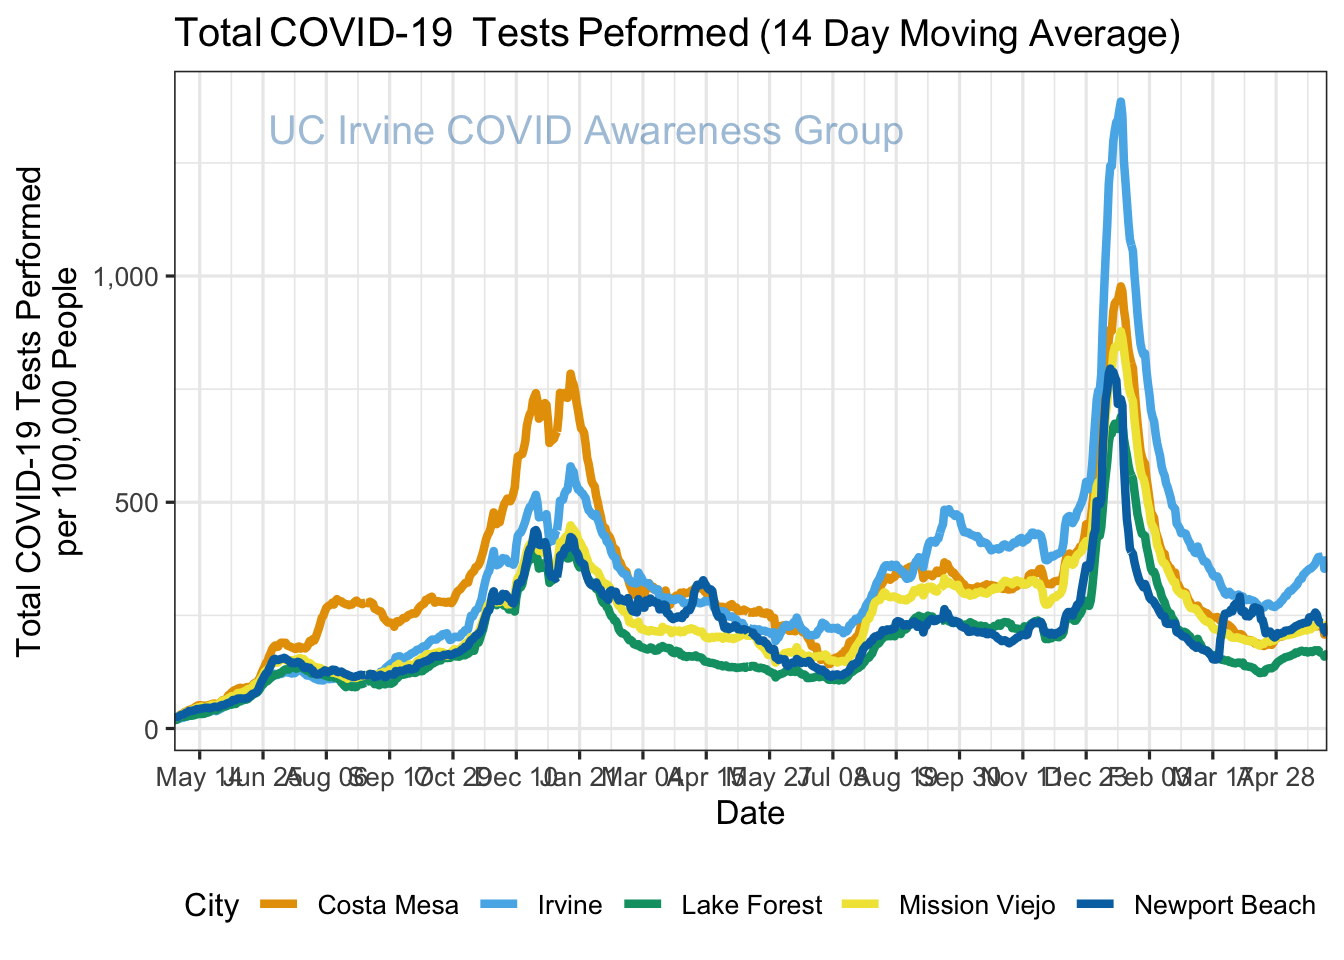 Total COVID-19 Tests Peformed (14 Day Moving Average)
UC Irvine COVID Awareness Group
Total COVID-19 Tests Performed
per 100,000 People
1,000
500
0
May 14 Jun 25 Aug 06 Sep 17 Oct 29 Dec 10 Jan 21 Mar 04 Apr 15 May 27 Jul 08 Aug 19 Sep 30 Nov 11 Dec 23 Feb 03 Mar 17 Apr 28
Date
City Costa Mesa Irvine Lake Forest Mission Viejo Newport Beach